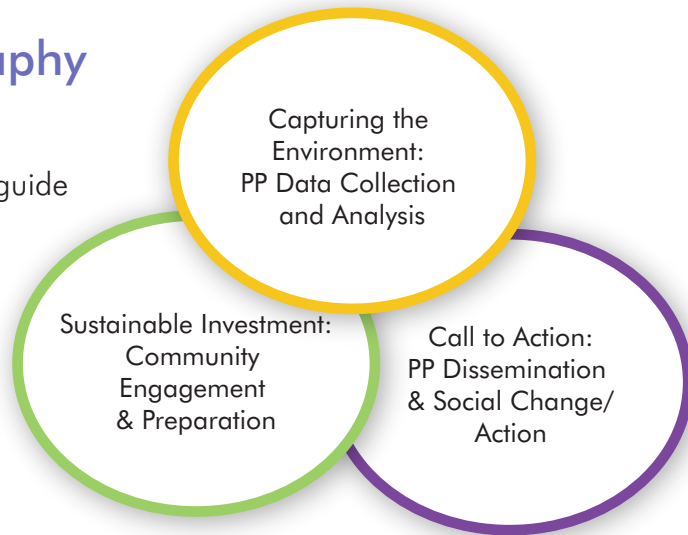 guide
Capturing the
Environment:
PP Data Collection
and Analysis
Sustainable Investment:
Community
Engagement
& Preparation
Call to Action:
PP Dissemination
& Social Change/
Action